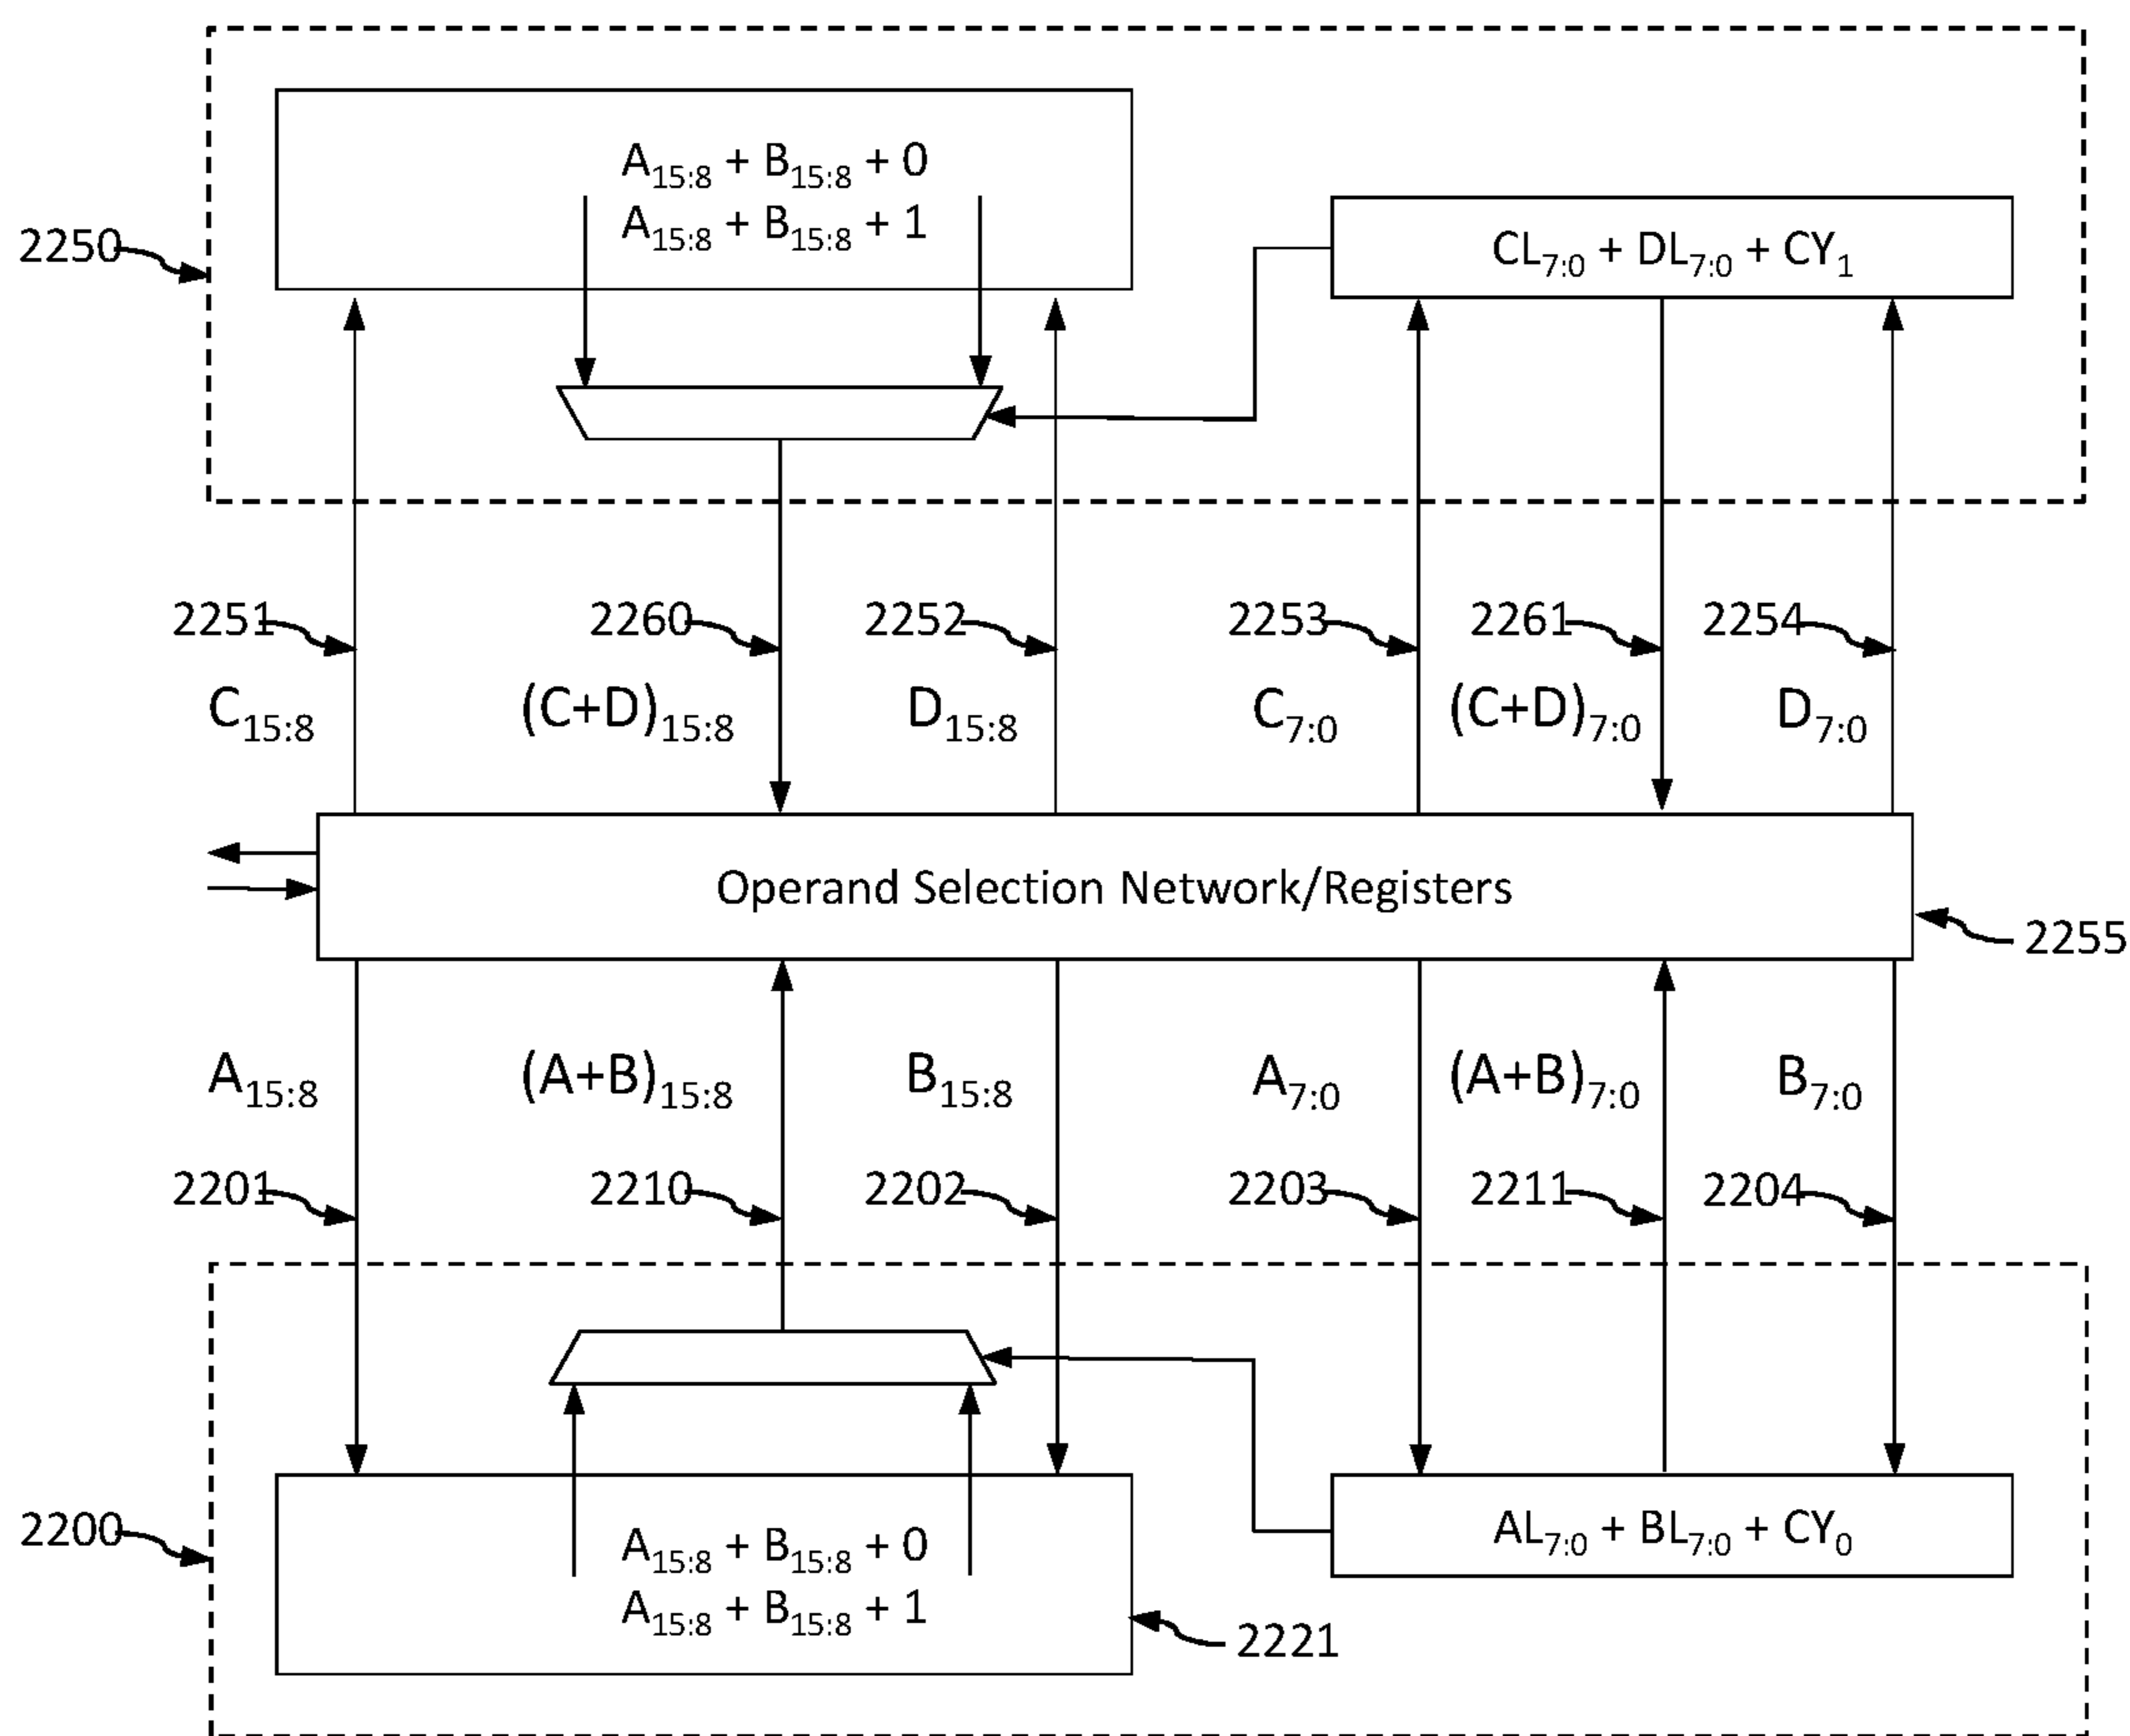 A15:8 + B15:8 + 0
A15:8 + B15:8 + 1
2250
CL7:0 + DL7:0 + CY1
2251
2260
2252
2253
2261
2254
C15:8
(C+D)15:8
D15:8
C7:0
(C+D)7:0
D7:0
Operand Selection Network/Registers
2255
A15:8
(A+B)15:8
B15:8
A7:0
(A+B)7:0
B7:0
2201
2210
2202
2203
2211
2204
2200
A15:8 + B15:8 + 0
A15:8 + B15:8 + 1
AL7:0 + BL7:0 + CY0
2221